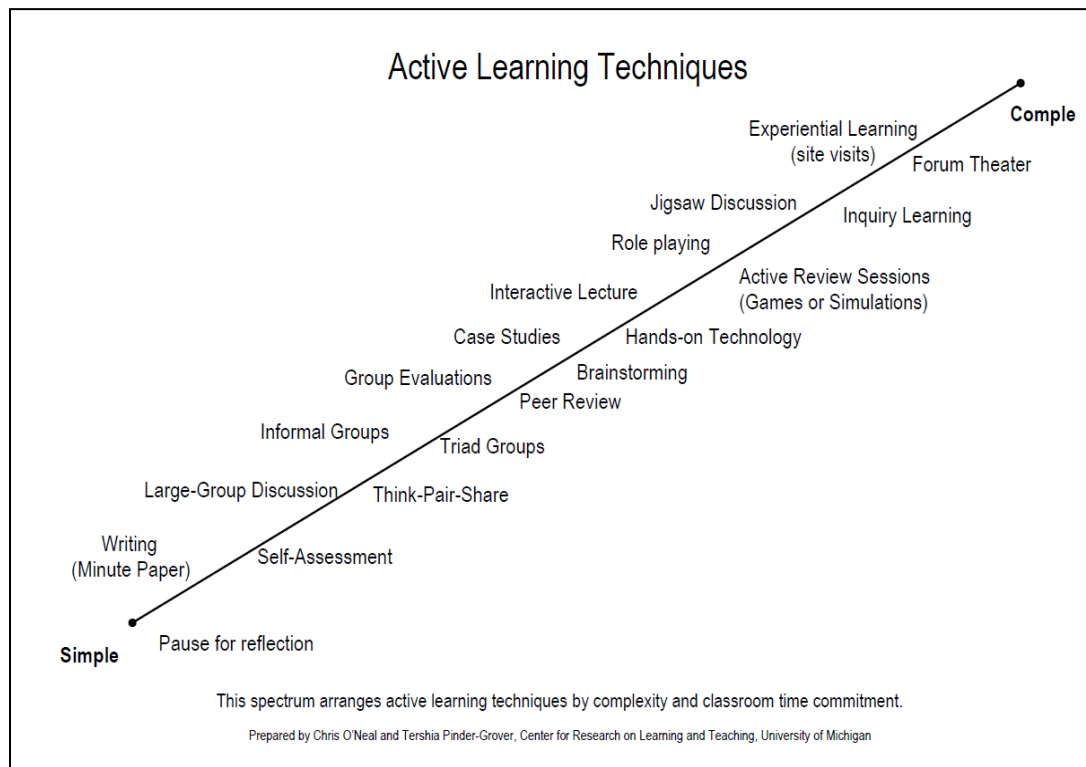 Active Learning Techniques
Comple
Experiential Learning
(site visits)
Forum Theater
Jigsaw Discussion
Inquiry Learning
Role playing
Active Review Sessions
(Games or Simulations)
Interactive Lecture
Case Studies
Hands-on Technology
Group Evaluations
Brainstorming
Peer Review
Informal Groups
Triad Groups
Large-Group Discussion
Think-Pair-Share
Writing
(Minute Paper)
Self-Assessment
Simple
Pause for reflection
This spectrum arranges active learning techniques by complexity and classroom time commitment.
Prepared by Chris O'Neal and Tershia Pinder-Grover, Center for Research on Learning and Teaching, University of Michigan